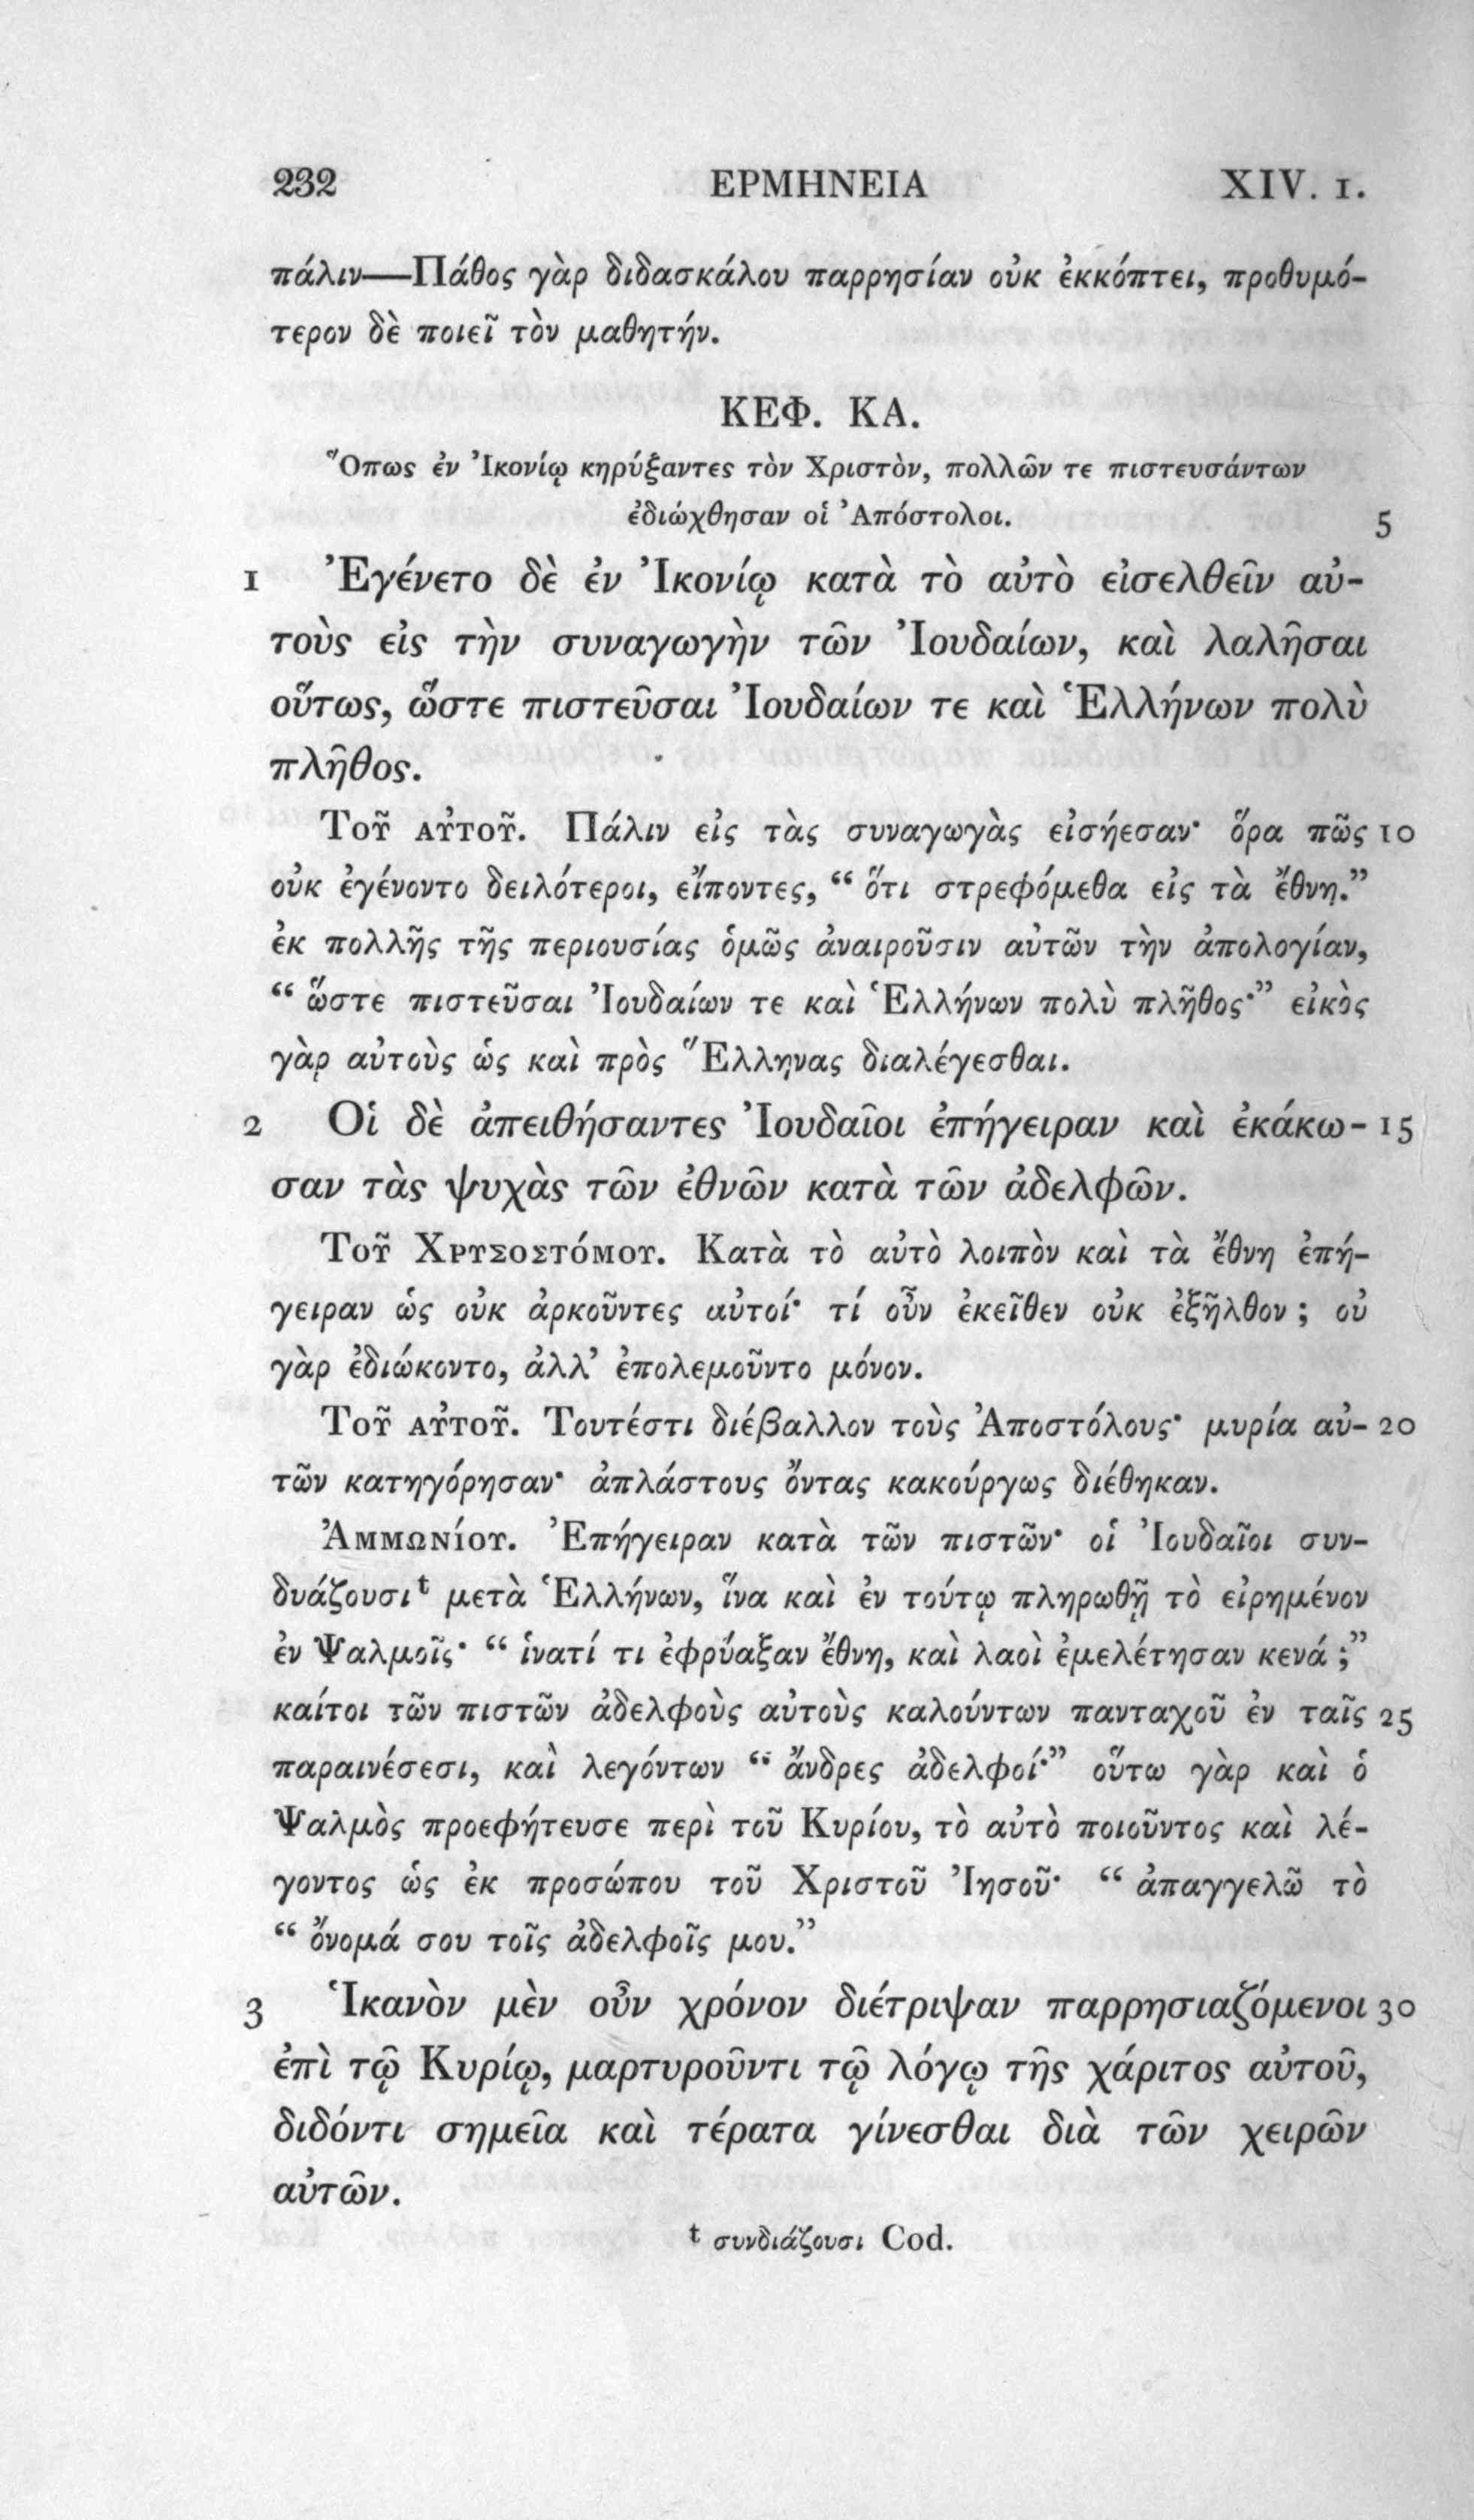 232 ΕΡΜΗΝΕΙΑ XIV. 1.
πάλιν—Πάθος γὰρ διδασκάλου παρρησίαν οὐκ ἐκκόπτει, προθυμό-
τερον δὲ ποιεῖ τὸν μαθητήν.
ΚΕΦ. ΚΑ.
Ὅπως ἐν Ἰκονίῳ κηρύξαντες τὸν Χριστὸν, πολλῶν τε πιστευσάντων
ἐδιώχθησαν οἱ Ἀπόστολοι. 5
1 Ἐγένετο δὲ ἐν Ἰκονίῳ κατὰ τὸ αὐτὸ εἰσελθεῖν αὐ-
τοὺς εἰς τὴν συναγωγὴν τῶν Ἰουδαίων, καὶ λαλῆσαι
οὕτως, ὥστε πιστεῦσαι Ἰουδαίων τε καὶ Ἑλλήνων πολὺ
πλῆθος.
Τοῦ αὐτοῦ. Πάλιν εἰς τὰς συναγωγὰς εἰσήεσαν· ὅρα πῶς 10
οὐκ ἐγένοντο δειλότεροι, εἴποντες, “ ὅτι στρεφόμεθα εἰς τὰ ἔθνη.”
ἐκ πολλῆς τῆς περιουσίας ὁμῶς ἀναιροῦσιν αὐτῶν τὴν ἀπολογίαν,
“ ὥστε πιστεῦσαι Ἰουδαίων τε καὶ Ἑλλήνων πολὺ πλῆθος·” εἰκὸς
γὰρ αὐτοὺς ὡς καὶ πρὸς Ἕλληνας διαλέγεσθαι.
2 Οἱ δὲ ἀπειθήσαντες Ἰουδαῖοι ἐπήγειραν καὶ ἐκάκω- 15
σαν τὰς ψυχὰς τῶν ἐθνῶν κατὰ τῶν ἀδελφῶν.
Τοῦ Χρυσοστόμου. Κατὰ τὸ αὐτὸ λοιπὸν καὶ τὰ ἔθνη ἐπή-
γειραν ὡς οὐκ ἀρκοῦντες αὐτοί· τί οὖν ἐκεῖθεν οὐκ ἐξῆλθον ; οὐ
γὰρ ἐδιώκοντο, ἀλλ’ ἐπολεμοῦντο μόνον.
Τοῦ αὐτοῦ. Τουτέστι διέβαλλον τοὺς Ἀποστόλους· μυρία αὐ- 20
τῶν κατηγόρησαν· ἀπλάστους ὄντας κακούργως διέθηκαν.
Ἀμμωνίου. Ἐπήγειραν κατὰ τῶν πιστῶν· οἱ Ἰουδαῖοι συν-
δυάζουσι t μετὰ Ἑλλήνων, ἵνα καὶ ἐν τούτῳ πληρωθῇ τὸ εἰρημένον
ἐν Ψαλμοῖς· “ ἱνατί τι ἐφρύαξαν ἔθνη, καὶ λαοὶ ἐμελέτησαν κενά ;”
καίτοι τῶν πιστῶν ἀδελφοὺς αὐτοὺς καλούντων πανταχοῦ ἐν ταῖς 25
παραινέσεσι, καὶ λεγόντων “ ἄνδρες ἀδελφοί·” οὕτω γὰρ καὶ ὁ
Ψαλμὸς προεφήτευσε περὶ τοῦ Κυρίου, τὸ αὐτὸ ποιοῦντος καὶ λέ-
γοντος ὡς ἐκ προσώπου τοῦ Χριστοῦ Ἰησοῦ· “ ἀπαγγελῶ τὸ
“ ὄνομά σου τοῖς ἀδελφοῖς μου.”
3 Ἱκανὸν μὲν οὖν χρόνον διέτριψαν παρρησιαζόμενοι 30
ἐπὶ τῷ Κυρίῳ, μαρτυροῦντι τῷ λόγῳ τῆς χάριτος αὐτοῦ,
διδόντι σημεῖα καὶ τέρατα γίνεσθαι διὰ τῶν χειρῶν
αὐτῶν.
t συνδιάζουσι Cod.